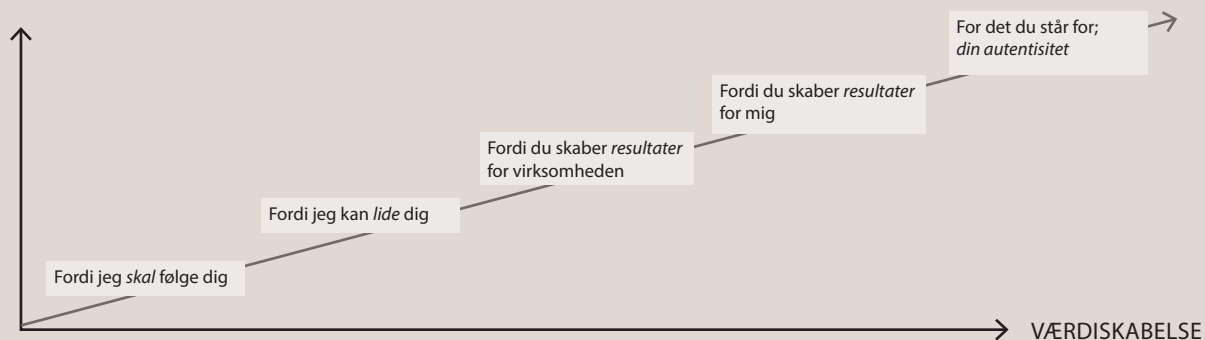 For det du står for;
din autentisitet
Fordi du skaber resultater
for mig
Fordi du skaber resultater
for virksomheden
Fordi jeg kan lide dig
Fordi jeg skal følge dig
VÆRDISKABELSE